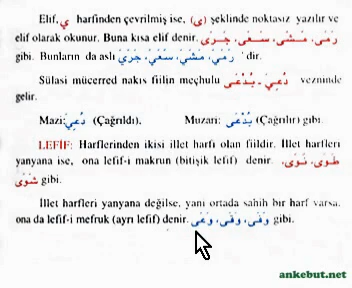 Elif, ي harfinden çevrilmiş ise, (ى) şeklinde noktasız yazılır ve
elif olarak okunur. Buna kısa elif denir. رَمَى، مَشَى، سَعَى، جَرَى
gibi. Bunların da aslı رَمَيَ، مَشَيَ، سَعَيَ، جَرَيَ 'dir.
Sülasi mücerred nakıs fiilin meçhulu دُعِيَ ـ يُدْعَى vezninde
gelir.
Mazi: دُعِيَ (Çağrıldı). Muzari: يُدْعَى (Çağrılır) gibi.
LEFİF: Harflerinden ikisi illet harfi olan fiildir. İllet harfleri
yanyana ise, ona lefif-i makrun (bitişik lefif) denir. طَوَى، نَوَى،
شَوَى gibi.
İllet harfleri yanyana değilse, yani ortada sahih bir harf varsa,
ona da lefif-i mefruk (ayrı lefif) denir. وَقَى، وَفَى، وَعَى gibi.
ankebut.net